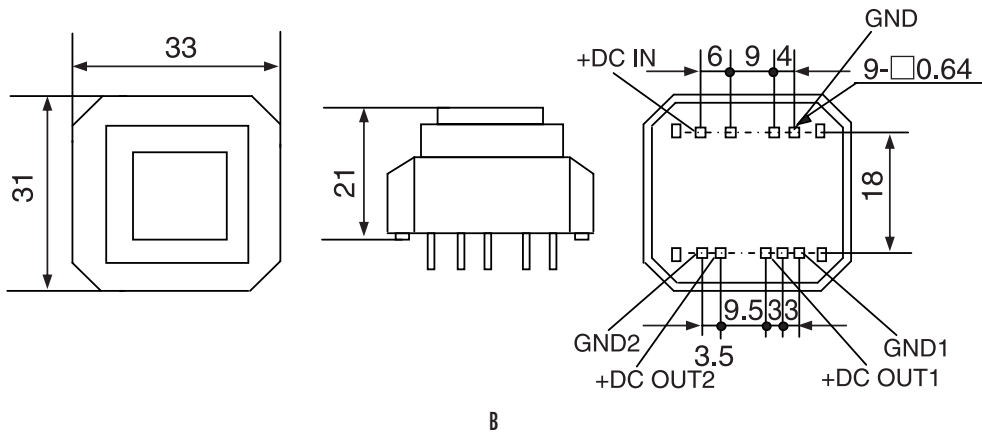 33
31
21
GND
+DC IN
6 9 4
9-□0.64
18
9.5 3 3
3.5
GND2
+DC OUT2
GND1
+DC OUT1
B